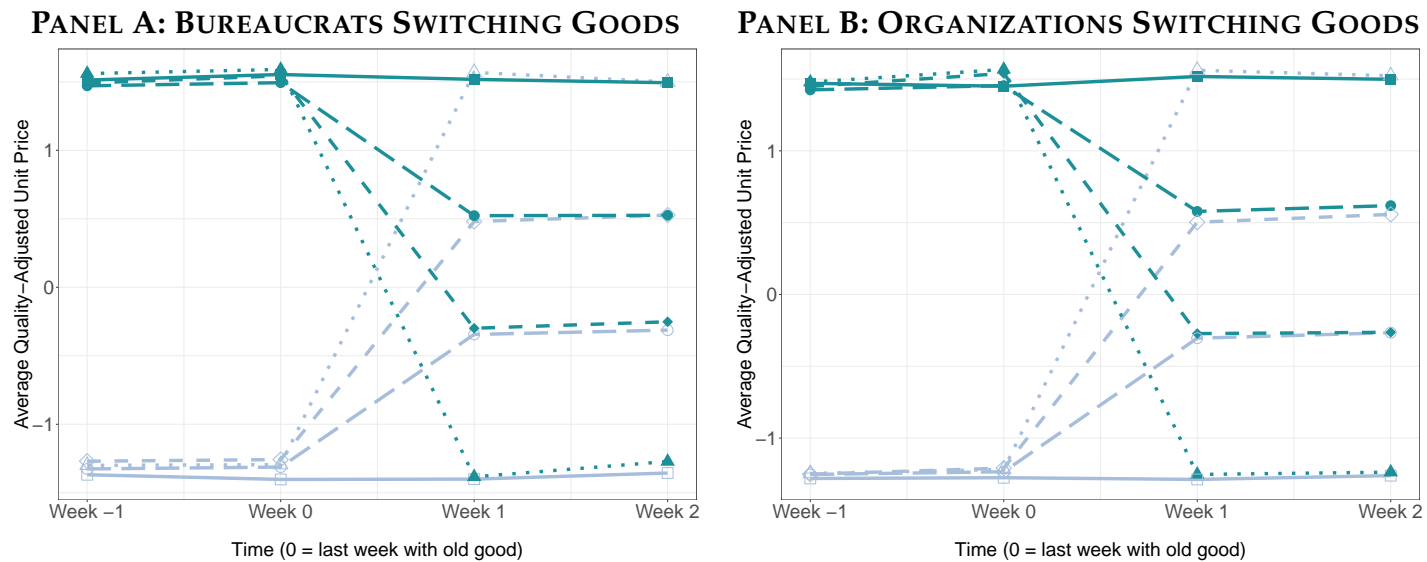 PANEL A: BUREAUCRATS SWITCHING GOODS
Average Quality−Adjusted Unit Price
1
0
−1
Week −1 Week 0 Week 1 Week 2
Time (0 = last week with old good)
PANEL B: ORGANIZATIONS SWITCHING GOODS
Average Quality−Adjusted Unit Price
1
0
−1
Week −1 Week 0 Week 1 Week 2
Time (0 = last week with old good)